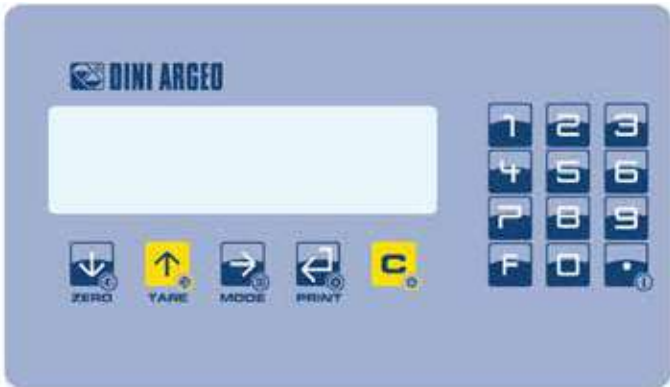 DINI ARGEO
1 2 3
4 5 6
7 8 9
F 0 .
C
ZERO TARE MODE PRINT